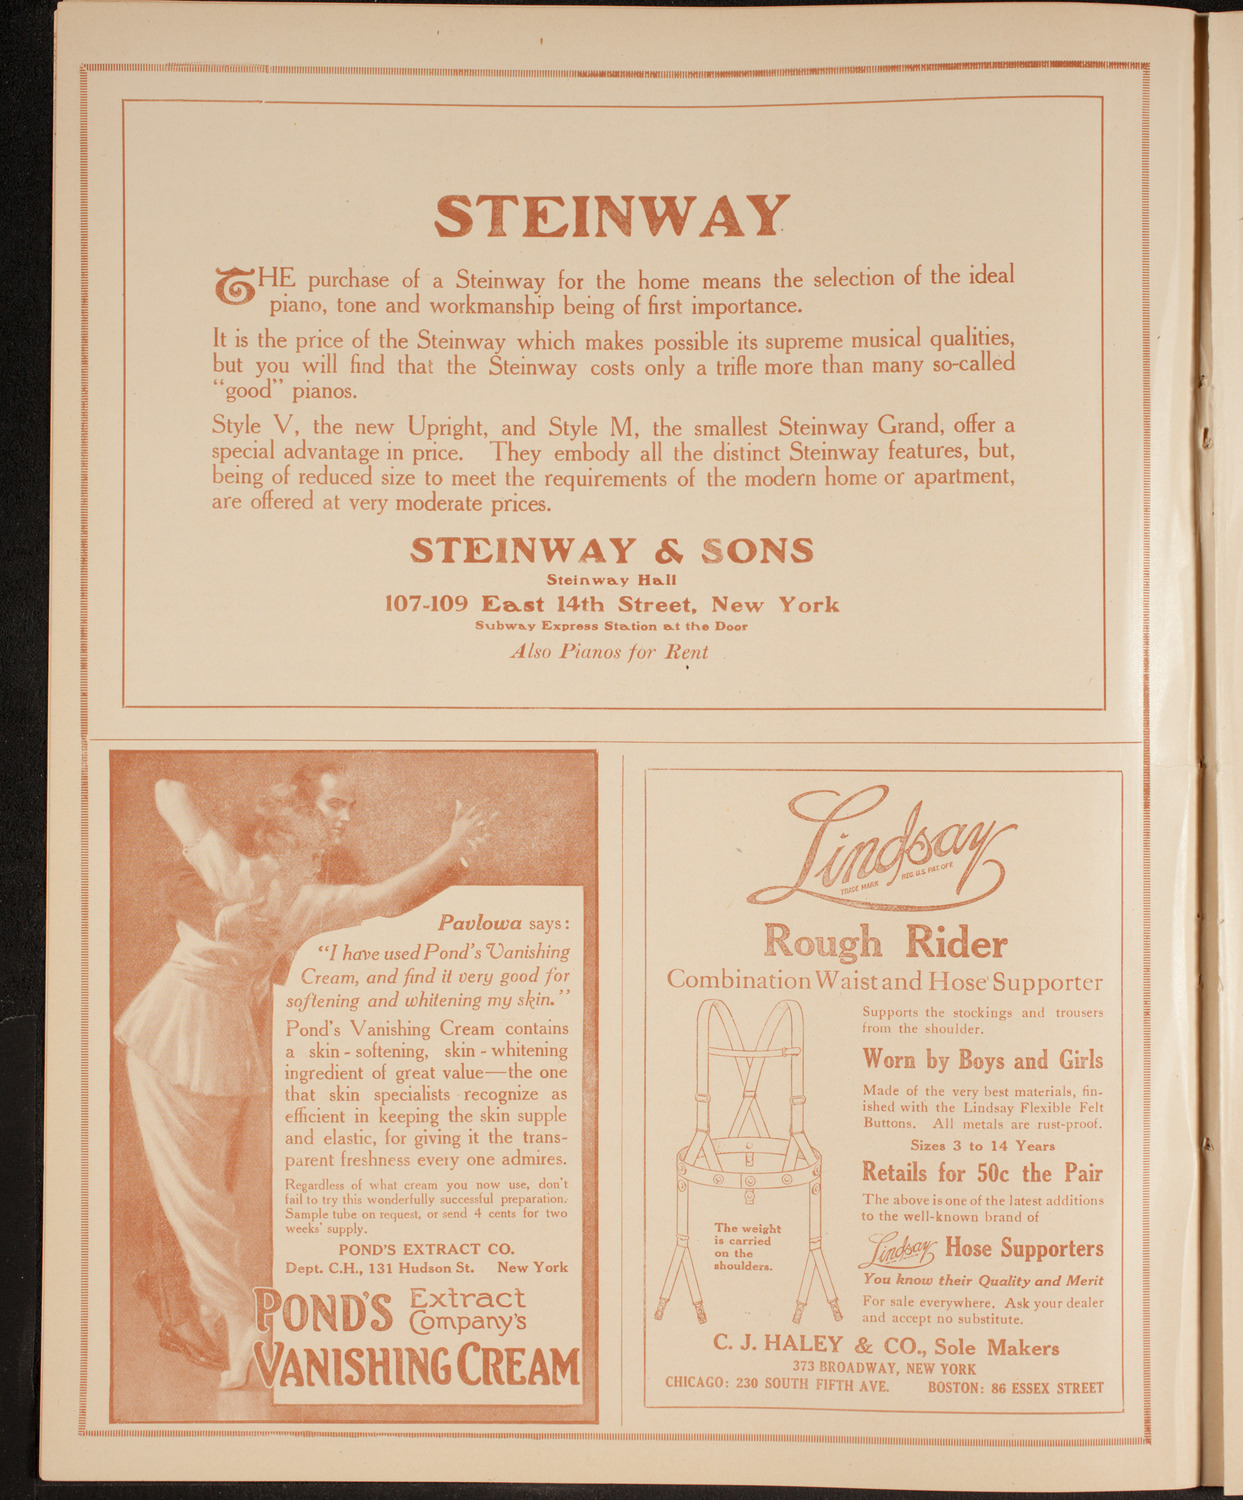 STEINWAY
THE purchase of a Steinway for the home means the selection of the ideal
piano, tone and workmanship being of first importance.
It is the price of the Steinway which makes possible its supreme musical qualities,
but you will find that the Steinway costs only a trifle more than many so-called
"good" pianos.
Style V, the new Upright, and Style M, the smallest Steinway Grand, offer a
special advantage in price. They embody all the distinct Steinway features, but,
being of reduced size to meet the requirements of the modern home or apartment,
are offered at very moderate prices.
STEINWAY & SONS
Steinway Hall
107-109 East 14th Street, New York
Subway Express Station at the Door
Also Pianos for Rent
Pavlowa says:
"I have used Pond's Vanishing
Cream, and find it very good for
softening and whitening my skin."
Pond's Vanishing Cream contains
a skin-softening, skin-whitening
ingredient of great value—the one
that skin specialists recognize as
efficient in keeping the skin supple
and elastic, for giving it the trans-
parent freshness every one admires.
Regardless of what cream you now use, don't
fail to try this wonderfully successful preparation.
Sample tube on request, or send 4 cents for two
weeks' supply.
POND'S EXTRACT CO.
Dept. C.H., 131 Hudson St. New York
POND'S Extract
Company's
VANISHING CREAM
Lindsay
TRADE MARK REG. U.S. PAT. OFF.
Rough Rider
Combination Waist and Hose Supporter
Supports the stockings and trousers
from the shoulder.
Worn by Boys and Girls
Made of the very best materials, fin-
ished with the Lindsay Flexible Felt
Buttons. All metals are rust-proof.
Sizes 3 to 14 Years
Retails for 50c the Pair
The above is one of the latest additions
to the well-known brand of
Lindsay Hose Supporters
You know their Quality and Merit
For sale everywhere. Ask your dealer
and accept no substitute.
The weight
is carried
on the
shoulders.
C. J. HALEY & CO., Sole Makers
373 BROADWAY, NEW YORK
CHICAGO: 230 SOUTH FIFTH AVE. BOSTON: 86 ESSEX STREET